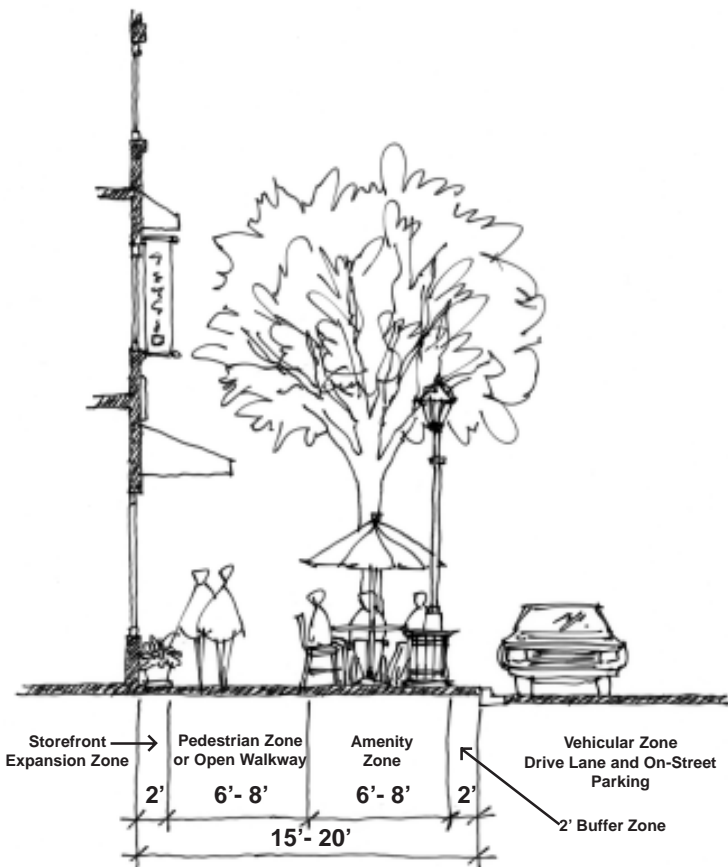 Storefront
Expansion Zone
Pedestrian Zone
or Open Walkway
Amenity
Zone
Vehicular Zone
Drive Lane and On-Street
Parking
2'
6'- 8'
6'- 8'
2'
2' Buffer Zone
15'- 20'